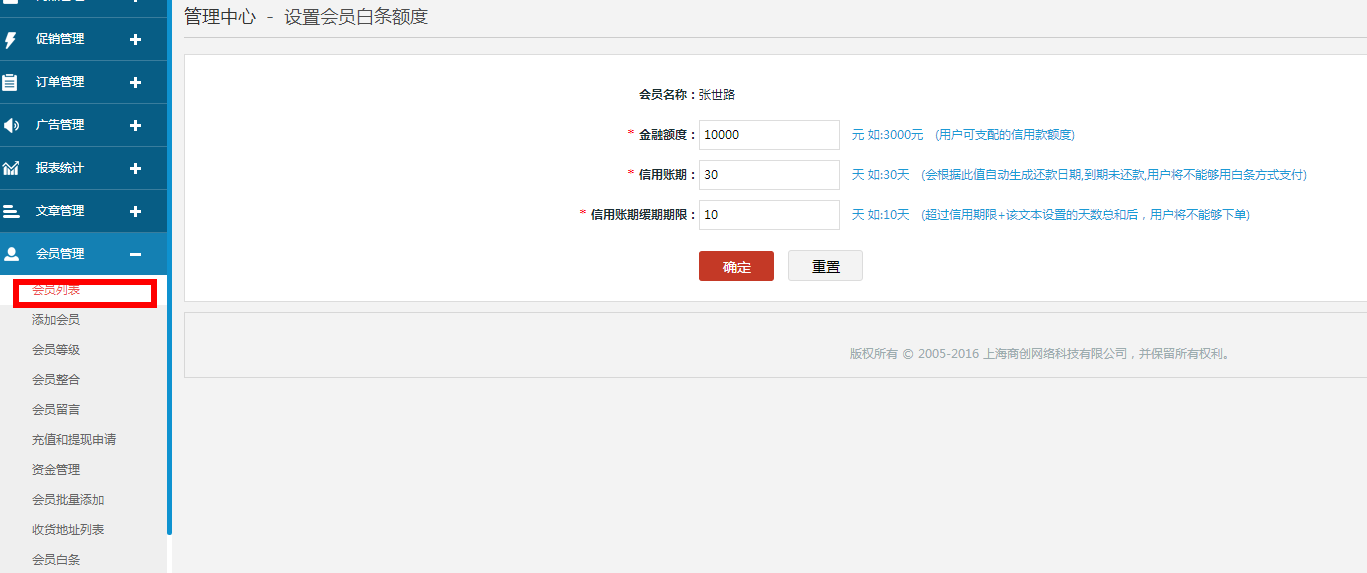 管理中心 - 设置会员白条额度
促销管理
订单管理
广告管理
报表统计
文章管理
会员管理
会员列表
添加会员
会员等级
会员整合
会员留言
充值和提现申请
资金管理
会员批量添加
收货地址列表
会员白条
会员名称：张世路
* 金融额度： 10000 元 如:3000元 (用户可支配的信用款额度)
* 信用账期： 30 天 如:30天 (会根据此值自动生成还款日期,到期未还款,用户将不能够用白条方式支付)
* 信用账期缓期期限： 10 天 如:10天 (超过信用期限+该文本设置的天数总和后，用户将不能够下单)
确定 重置
版权所有 © 2005-2016 上海商创网络科技有限公司，并保留所有权利。